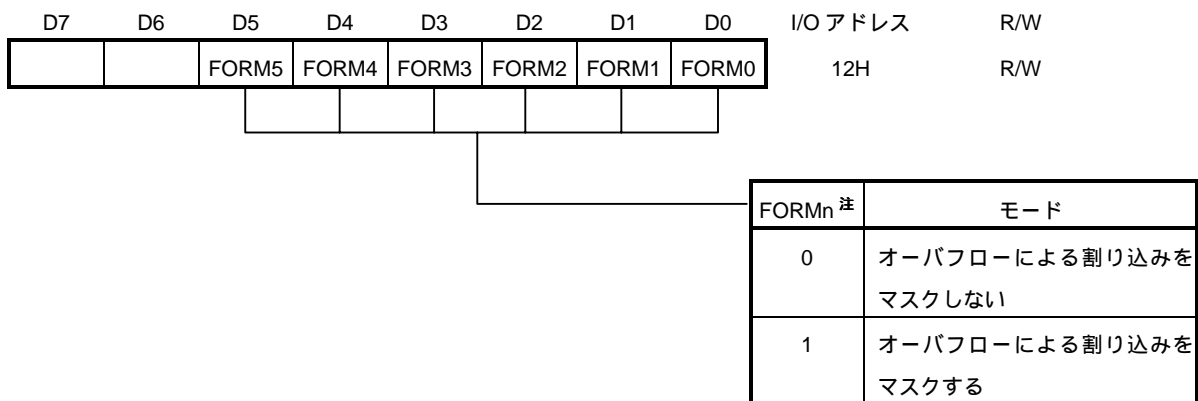 D7 D6 D5 D4 D3 D2 D1 D0 I/O アドレス R/W
FORM5 FORM4 FORM3 FORM2 FORM1 FORM0 12H R/W
FORMn 注 モード
0 オーバフローによる割り込みを
マスクしない
1 オーバフローによる割り込みを
マスクする